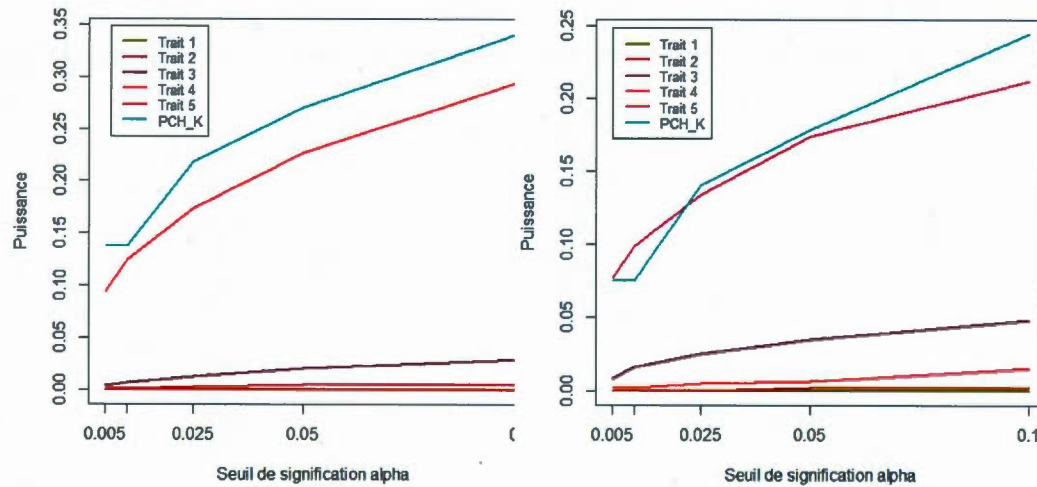 0.35
0.30
0.25
0.20
0.15
0.10
0.05
0.00
Puissance
Trait 1
Trait 2
Trait 3
Trait 4
Trait 5
PCH_K
0.005
0.025
0.05
Seuil de signification alpha
0.25
0.20
0.15
0.10
0.05
0.00
Puissance
Trait 1
Trait 2
Trait 3
Trait 4
Trait 5
PCH_K
0.005
0.025
0.05
0.1
Seuil de signification alpha